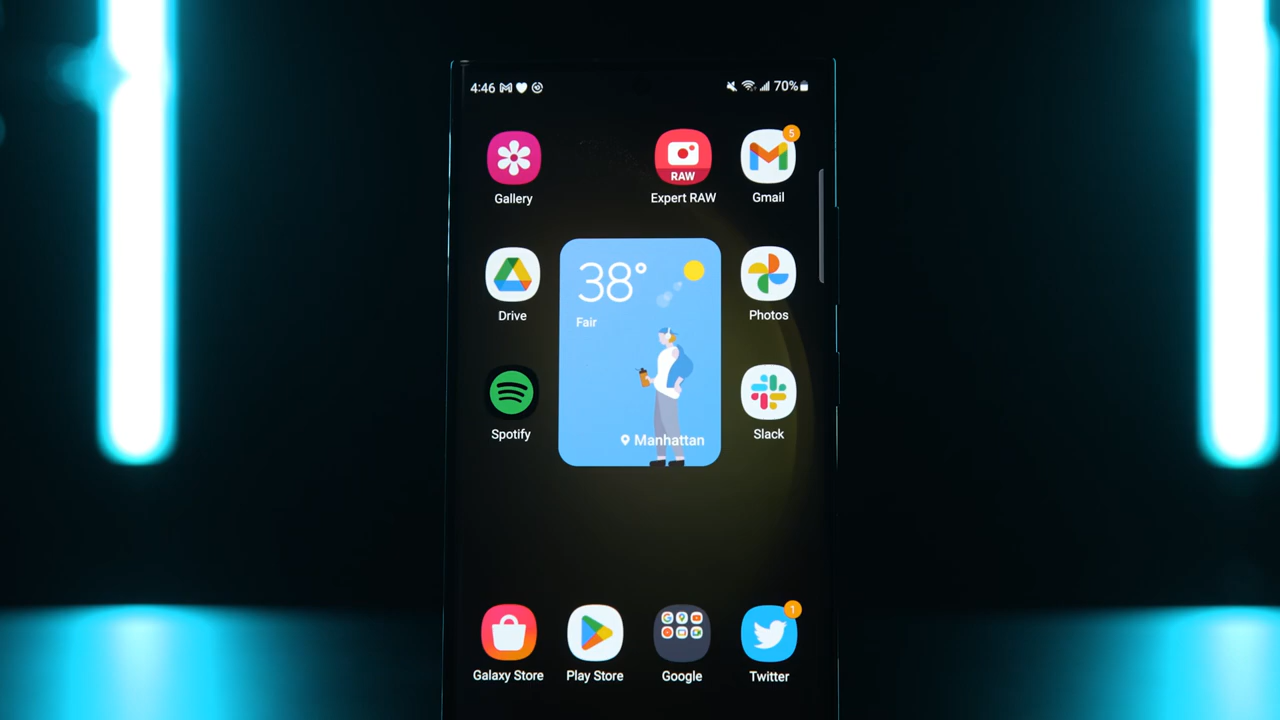 4:46 70%
5
RAW
Gallery Expert RAW Gmail
38°
Fair
Drive Photos
Spotify Slack
Manhattan
1
Galaxy Store Play Store Google Twitter